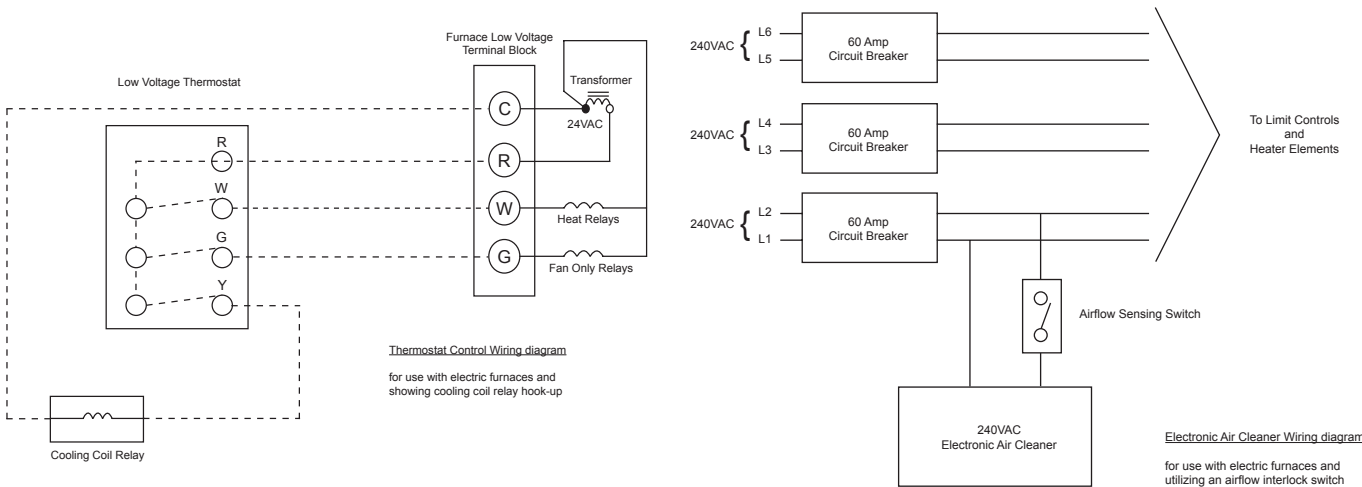 Furnace Low Voltage
Terminal Block
Low Voltage Thermostat
Transformer
24VAC
C
R
W
G
R
W
G
Y
Heat Relays
Fan Only Relays
Thermostat Control Wiring diagram
for use with electric furnaces and
showing cooling coil relay hook-up
Cooling Coil Relay
240VAC { L6
L5
60 Amp
Circuit Breaker
240VAC { L4
L3
60 Amp
Circuit Breaker
240VAC { L2
L1
60 Amp
Circuit Breaker
To Limit Controls
and
Heater Elements
Airflow Sensing Switch
240VAC
Electronic Air Cleaner
Electronic Air Cleaner Wiring diagram
for use with electric furnaces and
utilizing an airflow interlock switch